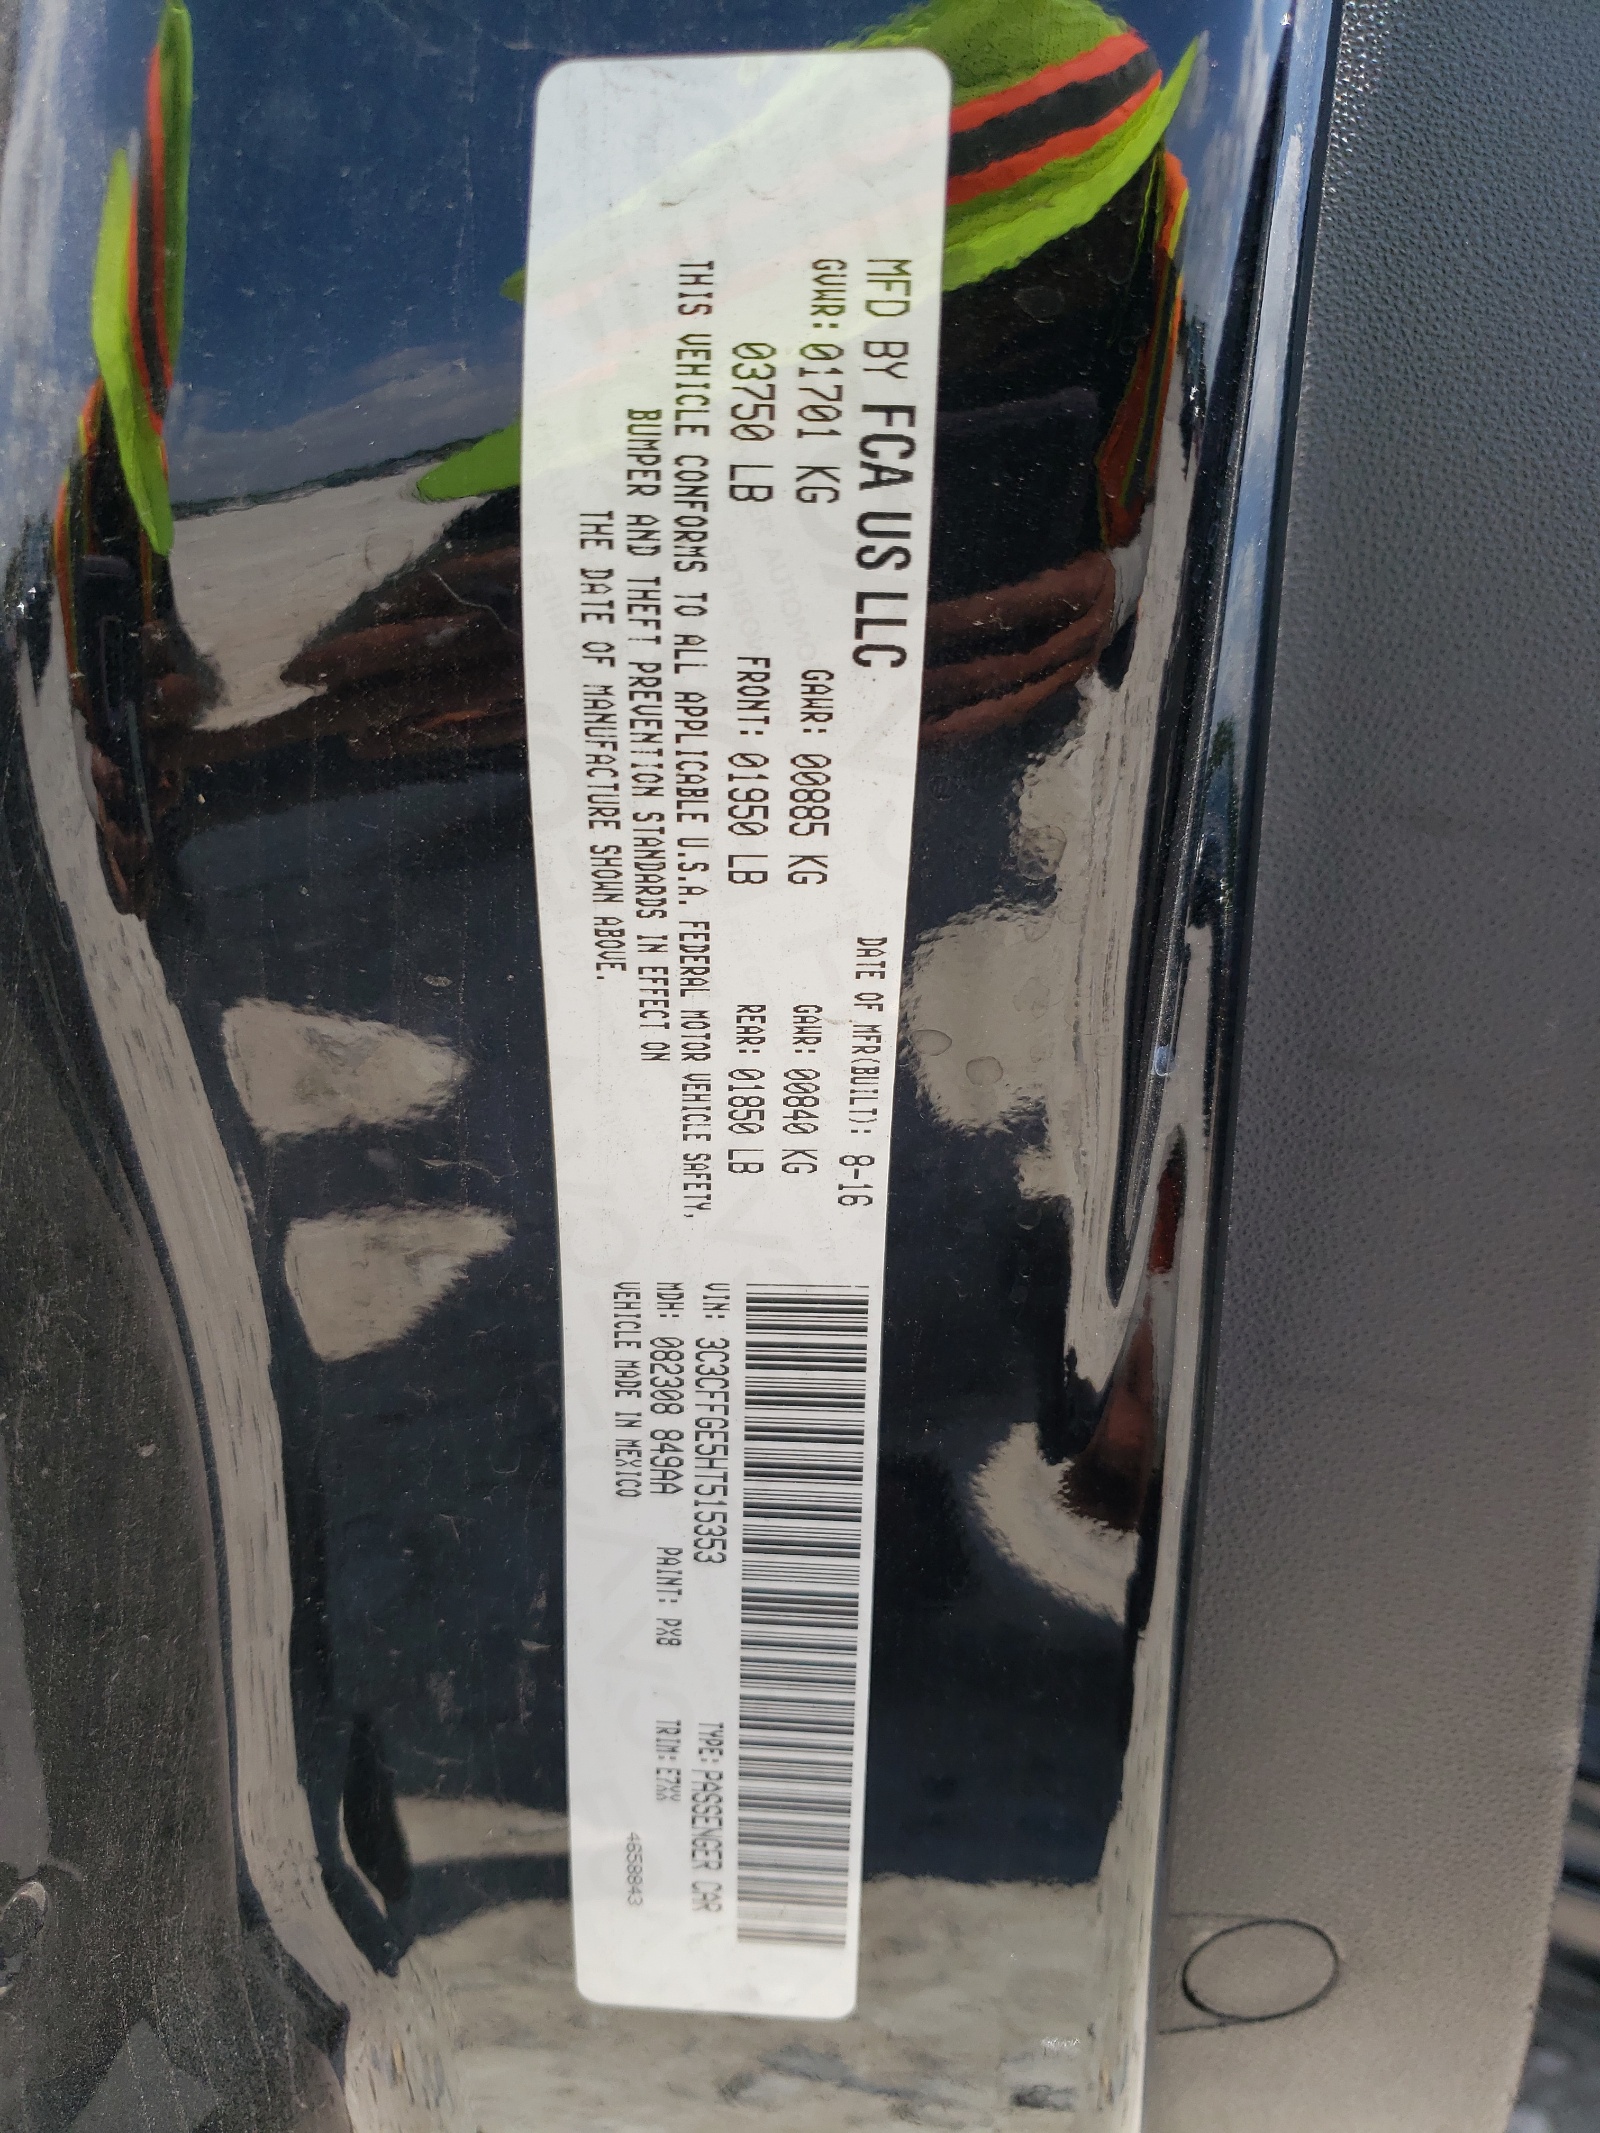 MFD BY FCA US LLC
DATE OF MFR(BUILT): 8-16
GVWR: 01701 KG
GAWR: 00885 KG
GAWR: 00840 KG
03750 LB
FRONT: 01950 LB
REAR: 01850 LB
THIS VEHICLE CONFORMS TO ALL APPLICABLE U.S.A. FEDERAL MOTOR VEHICLE SAFETY,
BUMPER AND THEFT PREVENTION STANDARDS IN EFFECT ON
THE DATE OF MANUFACTURE SHOWN ABOVE.
VIN: 3C3CFFGE5HT515353
TYPE: PASSENGER CAR
MDH: 082308 849AA
PAINT: PX8
TRIM: E7XX
VEHICLE MADE IN MEXICO
4658843